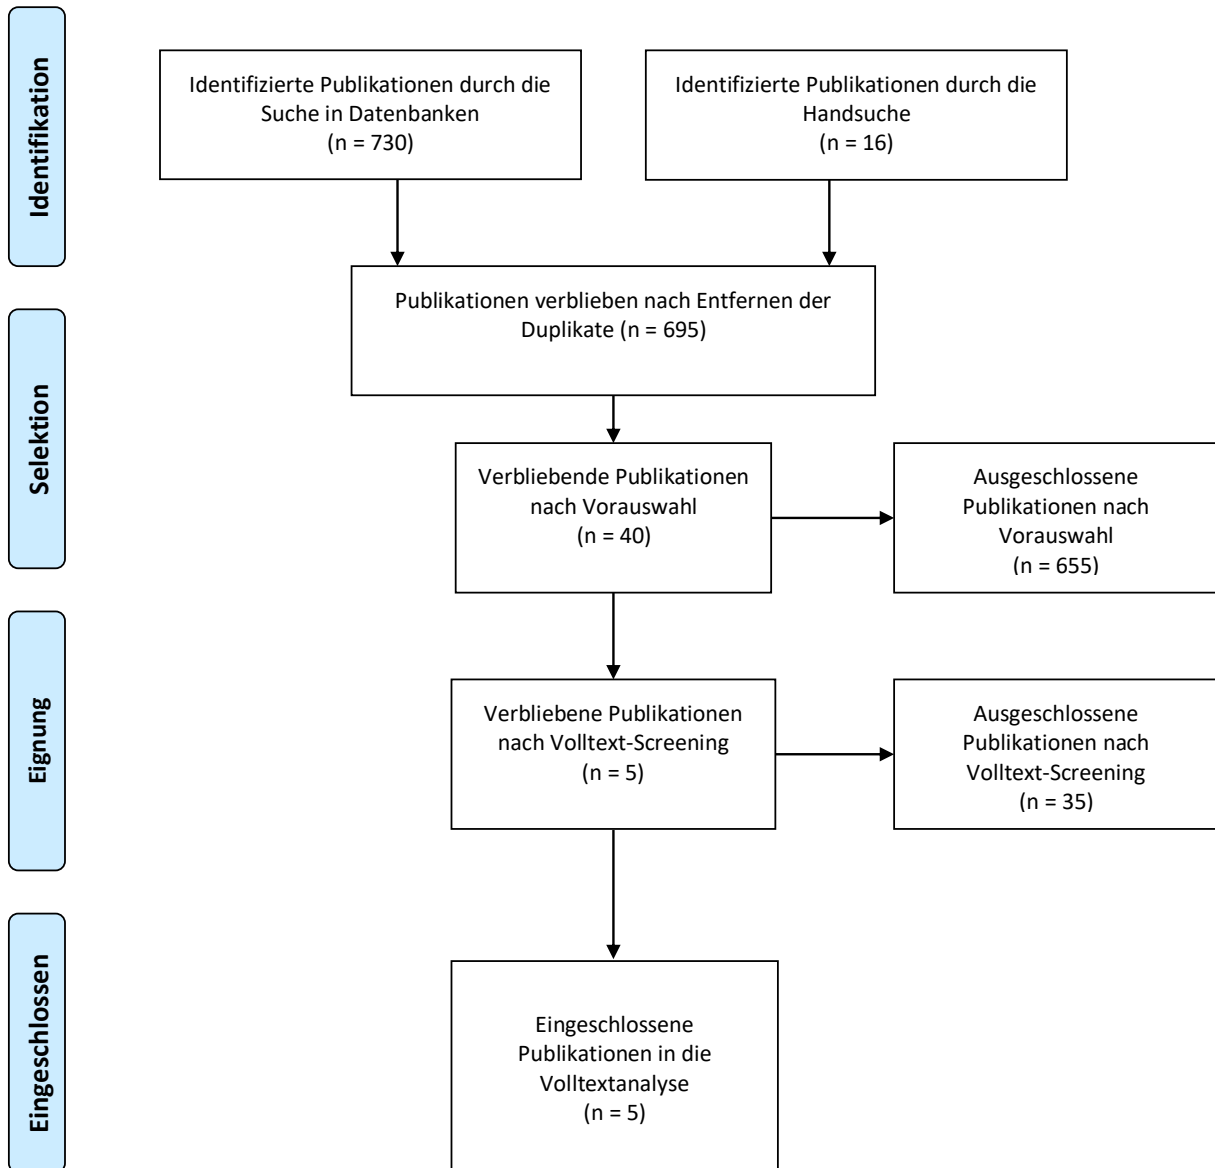 Identifikation
Identifizierte Publikationen durch die
Suche in Datenbanken
(n = 730)
Identifizierte Publikationen durch die
Handsuche
(n = 16)
Publikationen verblieben nach Entfernen der
Duplikate (n = 695)
Selektion
Verbliebende Publikationen
nach Vorauswahl
(n = 40)
Ausgeschlossene
Publikationen nach
Vorauswahl
(n = 655)
Eignung
Verbliebene Publikationen
nach Volltext-Screening
(n = 5)
Ausgeschlossene
Publikationen nach
Volltext-Screening
(n = 35)
Eingeschlossen
Eingeschlossene
Publikationen in die
Volltextanalyse
(n = 5)